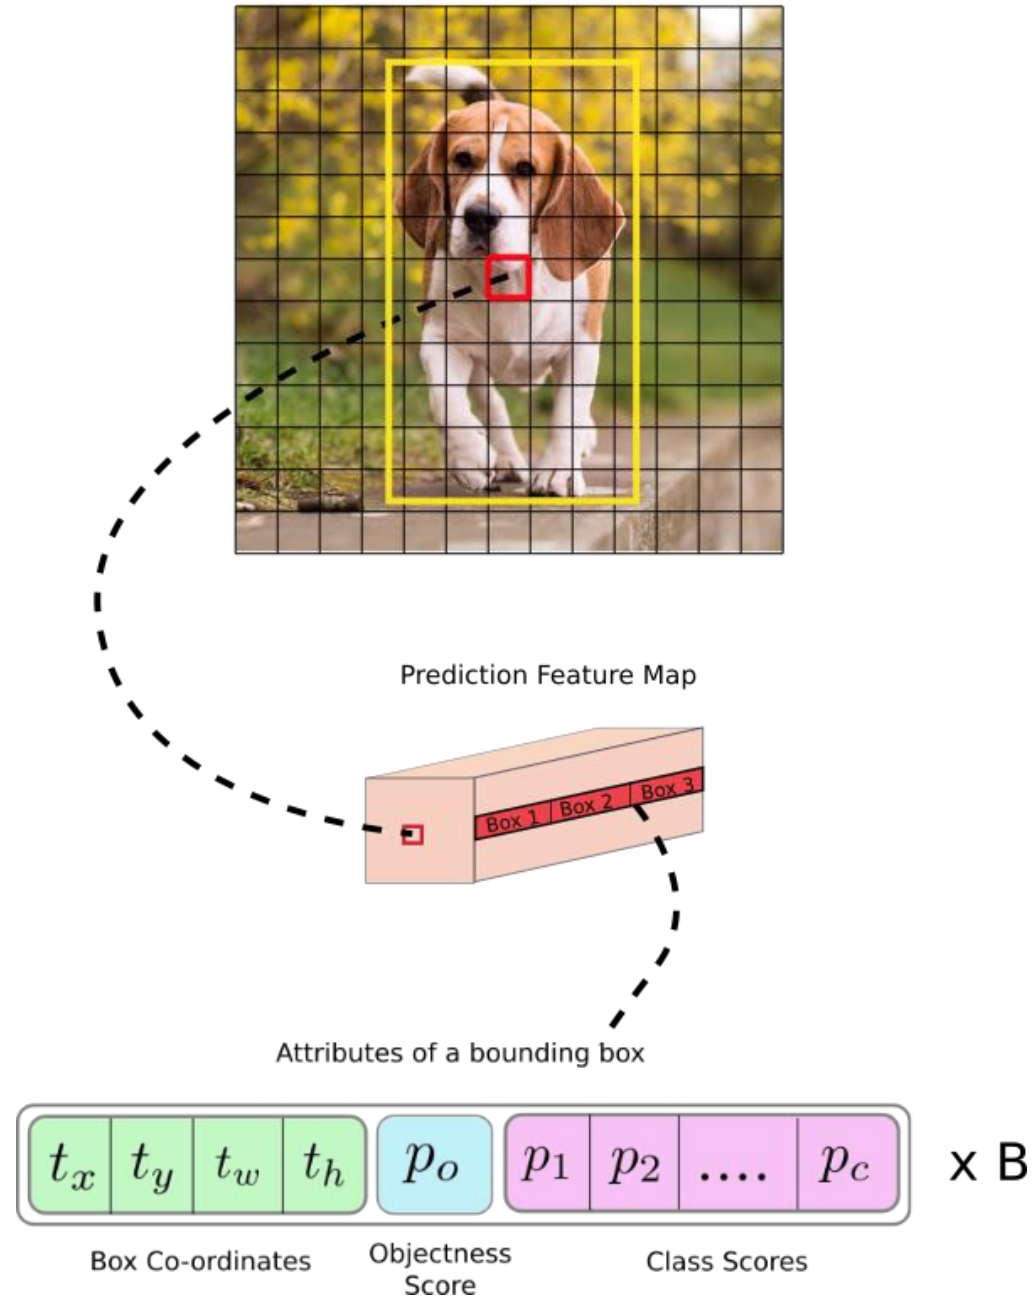 Prediction Feature Map
Box 1 Box 2 Box 3
Attributes of a bounding box
t_x t_y t_w t_h p_o p_1 p_2 .... p_c x B
Box Co-ordinates Objectness Score Class Scores